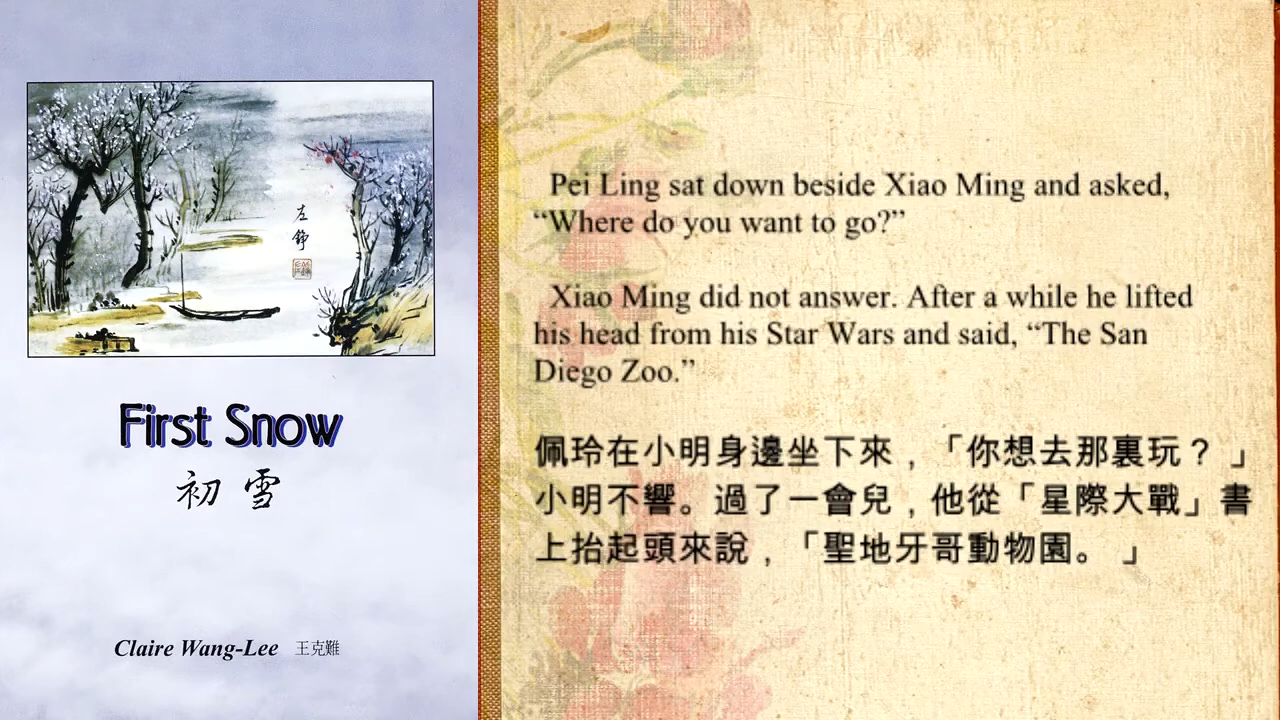 左錚
First Snow
初雪
Claire Wang-Lee 王克難
Pei Ling sat down beside Xiao Ming and asked,
“Where do you want to go?”
Xiao Ming did not answer. After a while he lifted
his head from his Star Wars and said, “The San
Diego Zoo.”
佩玲在小明身邊坐下來，「你想去那裏玩？」
小明不響。過了一會兒，他從「星際大戰」書
上抬起頭來說，「聖地牙哥動物園。」